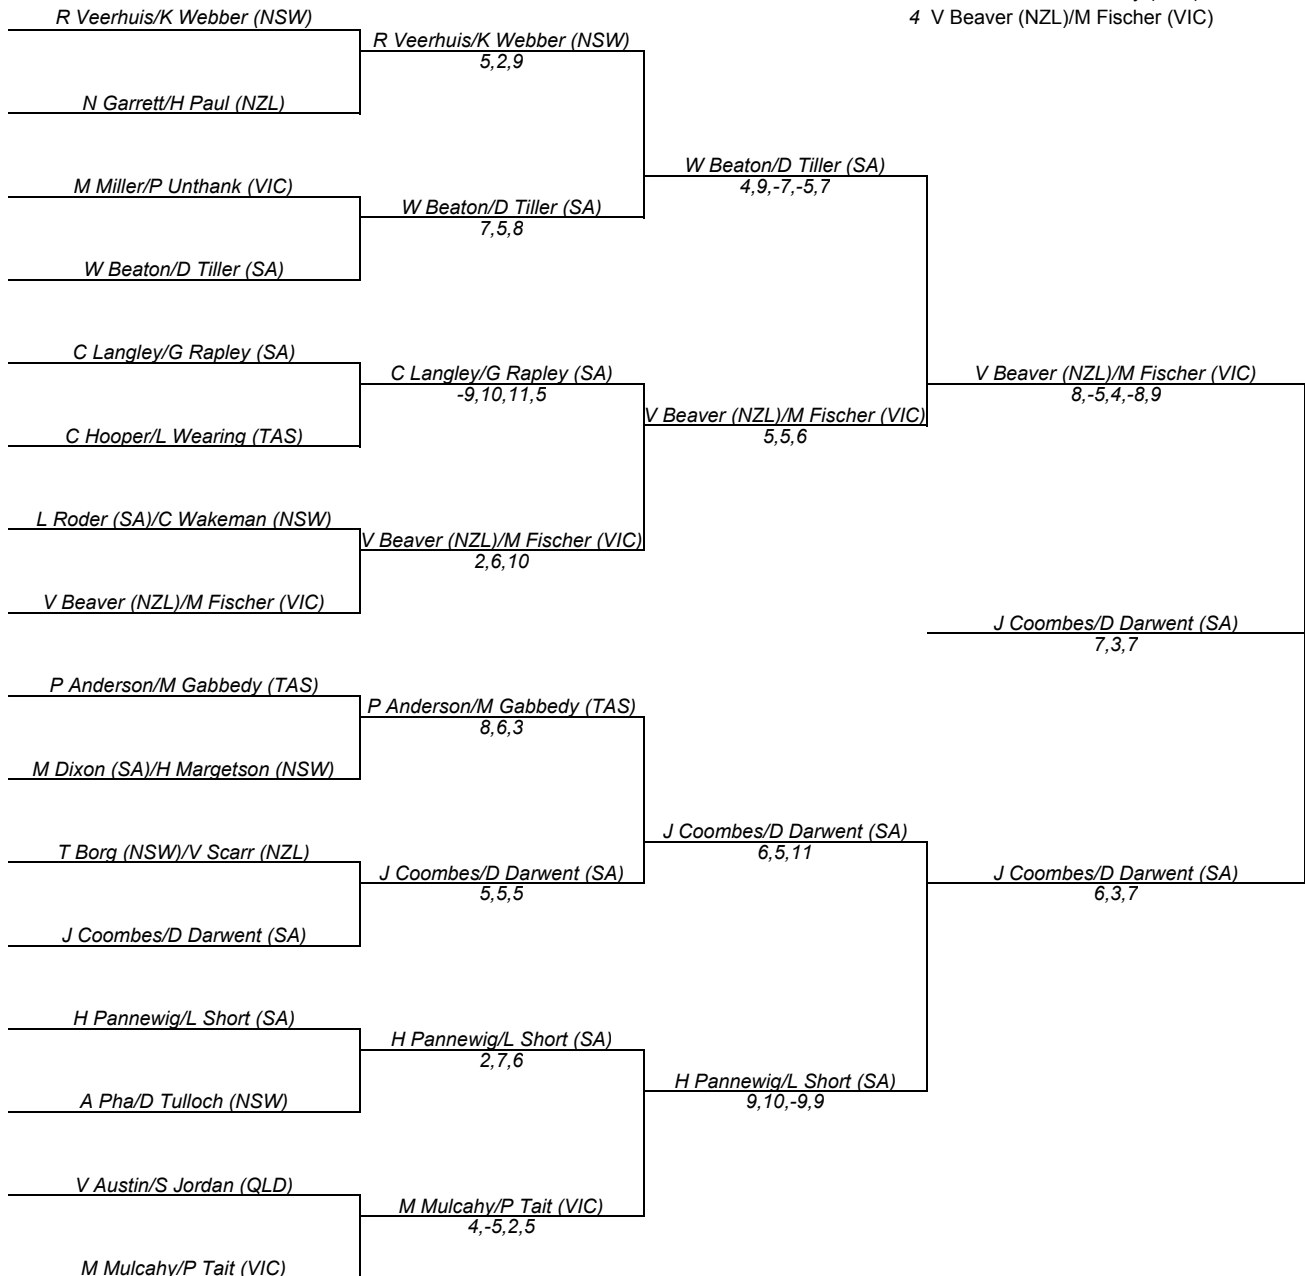 R Veerhuis/K Webber (NSW)
4 V Beaver (NZL)/M Fischer (VIC)
R Veerhuis/K Webber (NSW)
5,2,9
N Garrett/H Paul (NZL)
W Beaton/D Tiller (SA)
4,9,-7,-5,7
M Miller/P Unthank (VIC)
W Beaton/D Tiller (SA)
7,5,8
W Beaton/D Tiller (SA)
C Langley/G Rapley (SA)
C Langley/G Rapley (SA)
-9,10,11,5
V Beaver (NZL)/M Fischer (VIC)
8,-5,4,-8,9
V Beaver (NZL)/M Fischer (VIC)
5,5,6
C Hooper/L Wearing (TAS)
L Roder (SA)/C Wakeman (NSW)
V Beaver (NZL)/M Fischer (VIC)
2,6,10
V Beaver (NZL)/M Fischer (VIC)
J Coombes/D Darwent (SA)
7,3,7
P Anderson/M Gabbedy (TAS)
P Anderson/M Gabbedy (TAS)
8,6,3
M Dixon (SA)/H Margetson (NSW)
J Coombes/D Darwent (SA)
6,5,11
T Borg (NSW)/V Scarr (NZL)
J Coombes/D Darwent (SA)
5,5,5
J Coombes/D Darwent (SA)
6,3,7
J Coombes/D Darwent (SA)
H Pannewig/L Short (SA)
H Pannewig/L Short (SA)
2,7,6
H Pannewig/L Short (SA)
9,10,-9,9
A Pha/D Tulloch (NSW)
V Austin/S Jordan (QLD)
M Mulcahy/P Tait (VIC)
4,-5,2,5
M Mulcahy/P Tait (VIC)